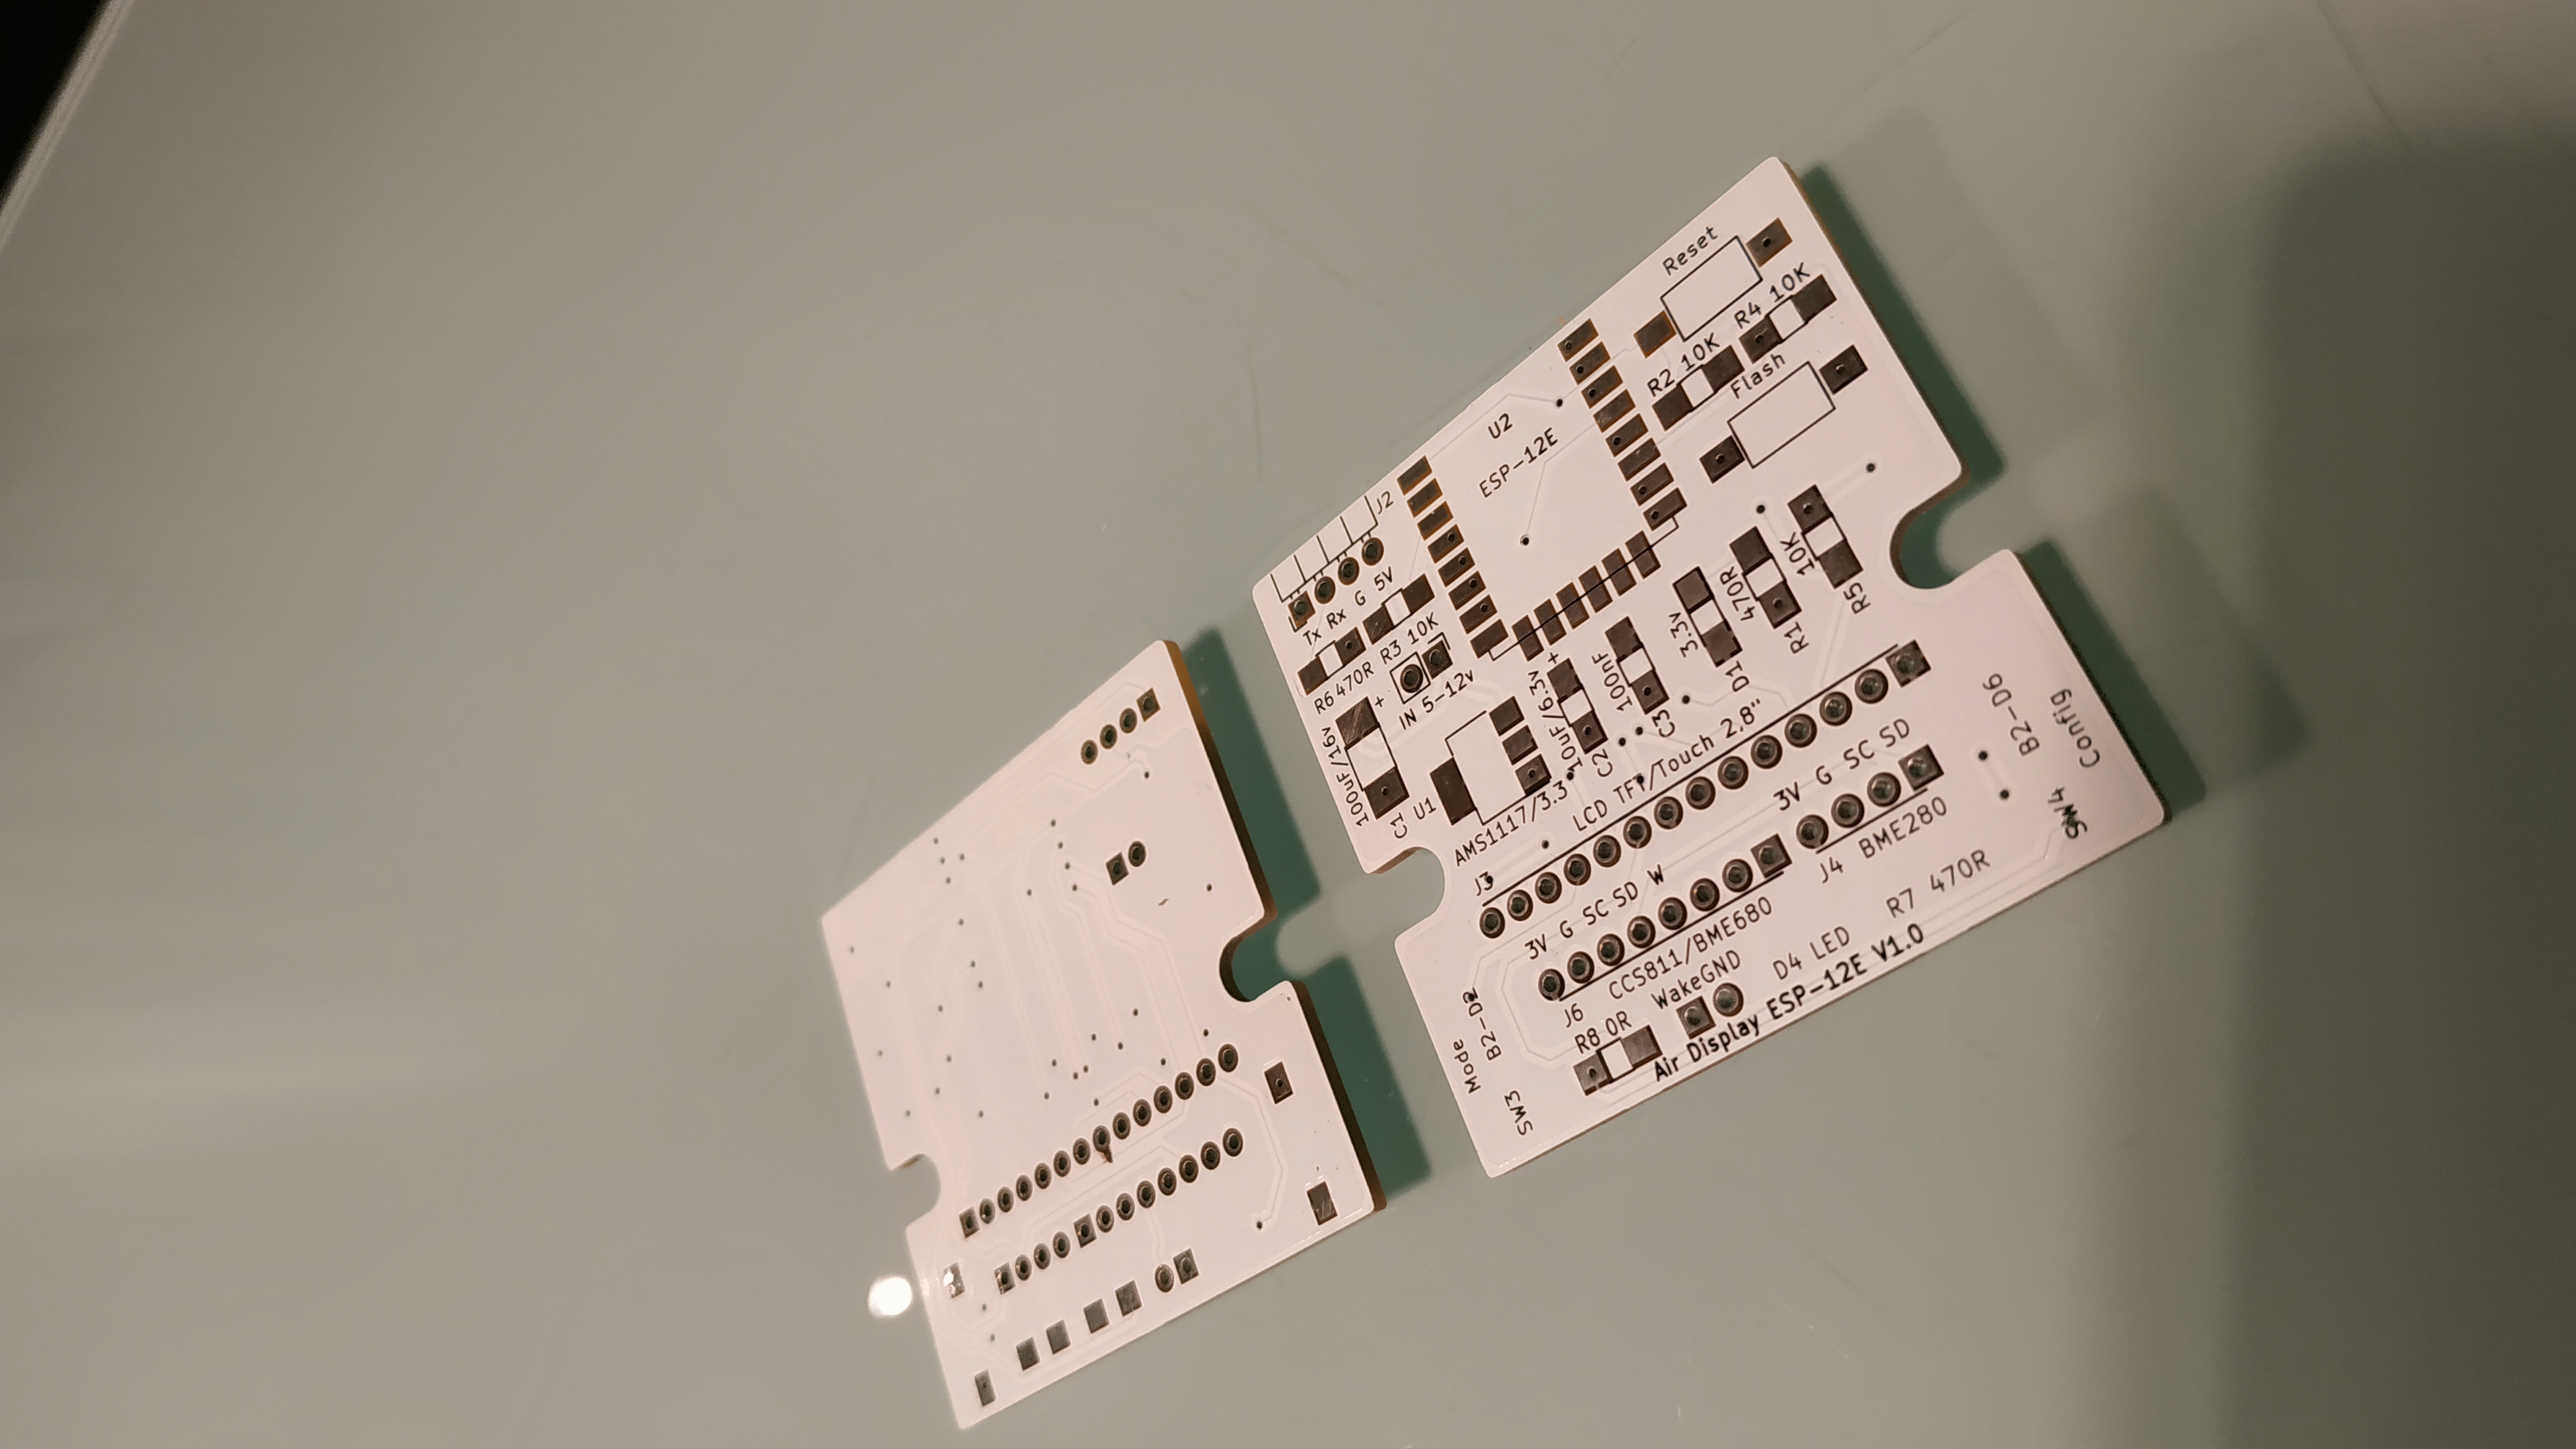 100uF/16v
C1
R6 470R
Tx Rx G 5V
J2
R3 10K
IN 5-12v
+
U1
AMS1117/3.3
Mode
B2-D2
SW3
J3
3V G SC SD W
J6
CCS811/BME680
R8 0R
WakeGND
Air Display ESP-12E V1.0
LCD TFT/Touch 2.8"
10uF/6.3v
+
C2
100nF
C3
U2
ESP-12E
3.3v
D1
470R
R1
10K
R5
R2 10K
Reset
Flash
R4 10K
D4 LED
R7 470R
3V G SC SD
J4
BME280
B2-D6
SW4
Config